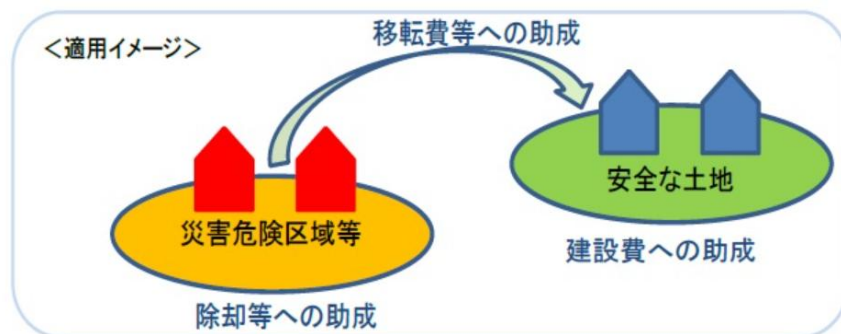 ＜適用イメージ＞
移転費等への助成
災害危険区域等
安全な土地
除却等への助成
建設費への助成